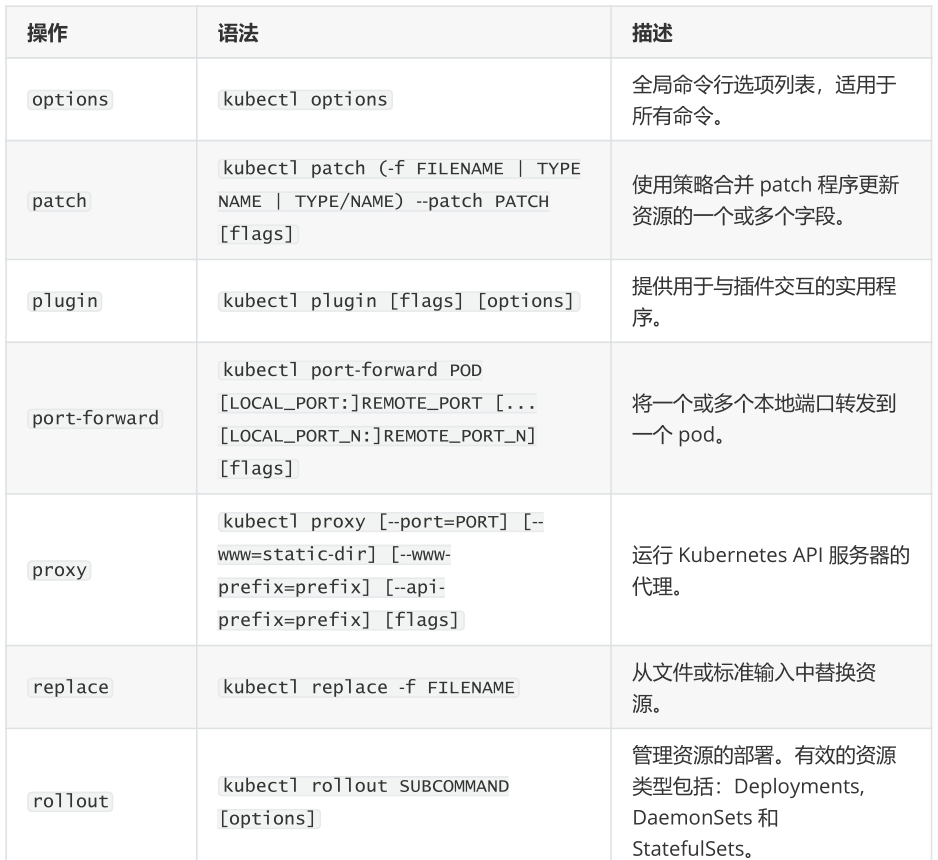 操作 语法 描述
options kubectl options 全局命令行选项列表，适用于
所有命令。
patch kubectl patch (-f FILENAME | TYPE
NAME | TYPE/NAME) --patch PATCH
[flags]
使用策略合并 patch 程序更新
资源的一个或多个字段。
plugin kubectl plugin [flags] [options] 提供用于与插件交互的实用程
序。
port-forward kubectl port-forward POD
[LOCAL_PORT:]REMOTE_PORT [...
[LOCAL_PORT_N:]REMOTE_PORT_N]
[flags]
将一个或多个本地端口转发到
一个 pod。
proxy kubectl proxy [--port=PORT] [--
www=static-dir] [--www-
prefix=prefix] [--api-
prefix=prefix] [flags]
运行 Kubernetes API 服务器的
代理。
replace kubectl replace -f FILENAME 从文件或标准输入中替换资
源。
rollout kubectl rollout SUBCOMMAND
[options]
管理资源的部署。有效的资源
类型包括：Deployments,
DaemonSets 和
StatefulSets。